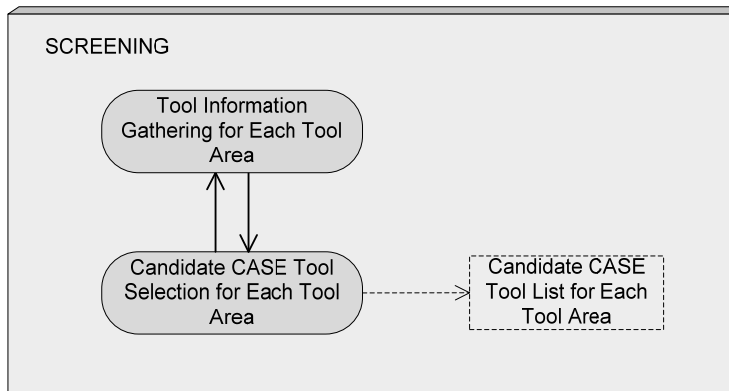 SCREENING
Tool Information
Gathering for Each Tool
Area
Candidate CASE Tool
Selection for Each Tool
Area
Candidate CASE
Tool List for Each
Tool Area